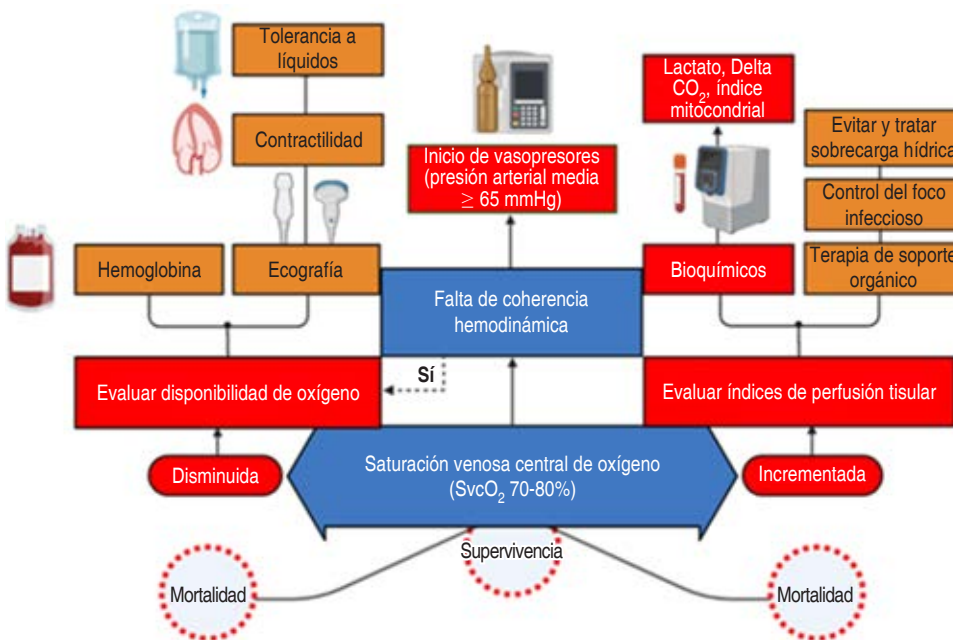 Tolerancia a
líquidos
Contractilidad
Hemoglobina
Ecografía
Inicio de vasopresores
(presión arterial media
≥ 65 mmHg)
Lactato, Delta
CO₂, índice
mitocondrial
Evitar y tratar
sobrecarga hídrica
Control del foco
infeccioso
Bioquímicos
Terapia de soporte
orgánico
Falta de coherencia
hemodinámica
Sí
Evaluar disponibilidad de oxígeno
Evaluar índices de perfusión tisular
Disminuida
Saturación venosa central de oxígeno
(SvcO₂ 70-80%)
Incrementada
Mortalidad
Supervivencia
Mortalidad